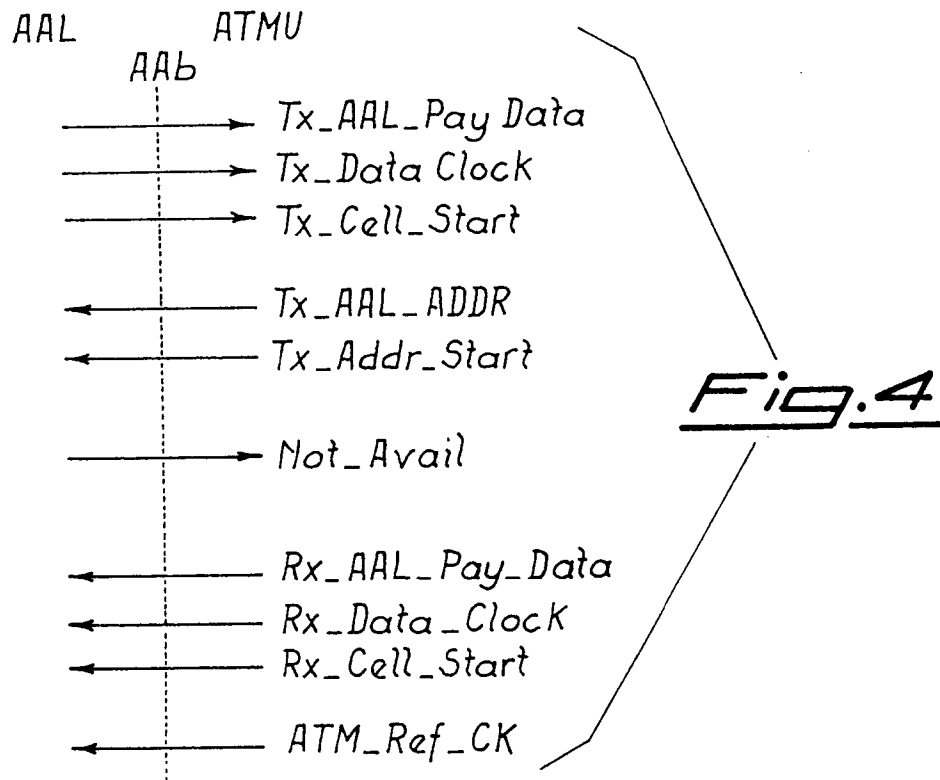 AAL ATMU
AAb
Tx_AAL_Pay Data
Tx_Data Clock
Tx_Cell_Start
Tx_AAL_ADDR
Tx_Addr_Start
Not_Avail
Rx_AAL_Pay_Data
Rx_Data_Clock
Rx_Cell_Start
ATM_Ref_CK
Fig.4